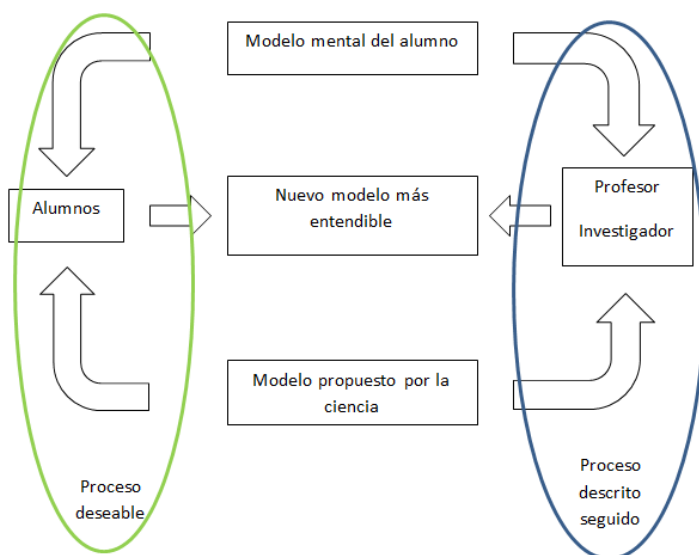 Modelo mental del alumno
Alumnos
Nuevo modelo más
entendible
Profesor
Investigador
Modelo propuesto por la
ciencia
Proceso
deseable
Proceso
descrito
seguido